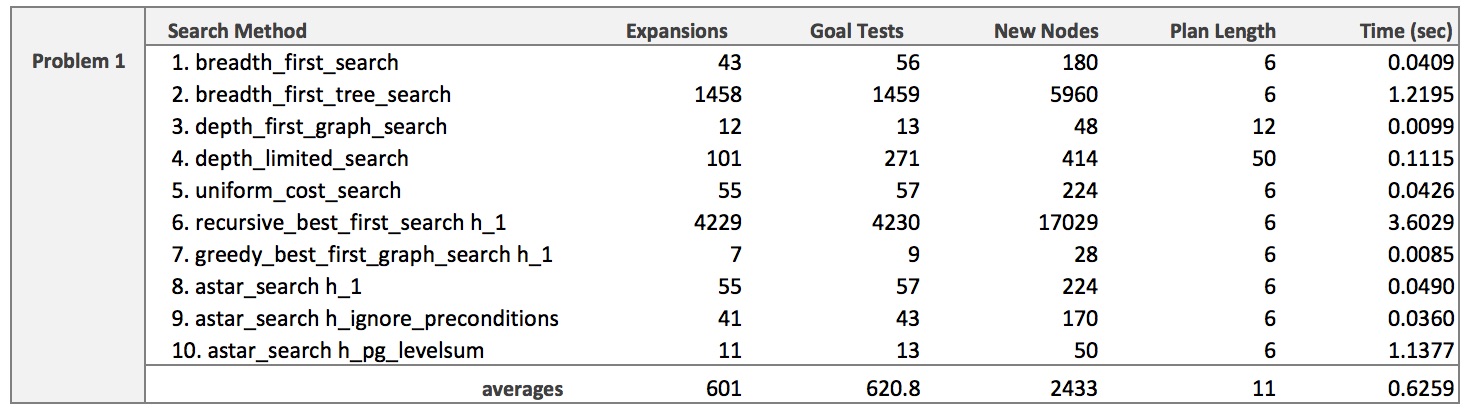 Search Method Expansions Goal Tests New Nodes Plan Length Time (sec)
Problem 1
1. breadth_first_search 43 56 180 6 0.0409
2. breadth_first_tree_search 1458 1459 5960 6 1.2195
3. depth_first_graph_search 12 13 48 12 0.0099
4. depth_limited_search 101 271 414 50 0.1115
5. uniform_cost_search 55 57 224 6 0.0426
6. recursive_best_first_search h_1 4229 4230 17029 6 3.6029
7. greedy_best_first_graph_search h_1 7 9 28 6 0.0085
8. astar_search h_1 55 57 224 6 0.0490
9. astar_search h_ignore_preconditions 41 43 170 6 0.0360
10. astar_search h_pg_levelsum 11 13 50 6 1.1377
averages 601 620.8 2433 11 0.6259